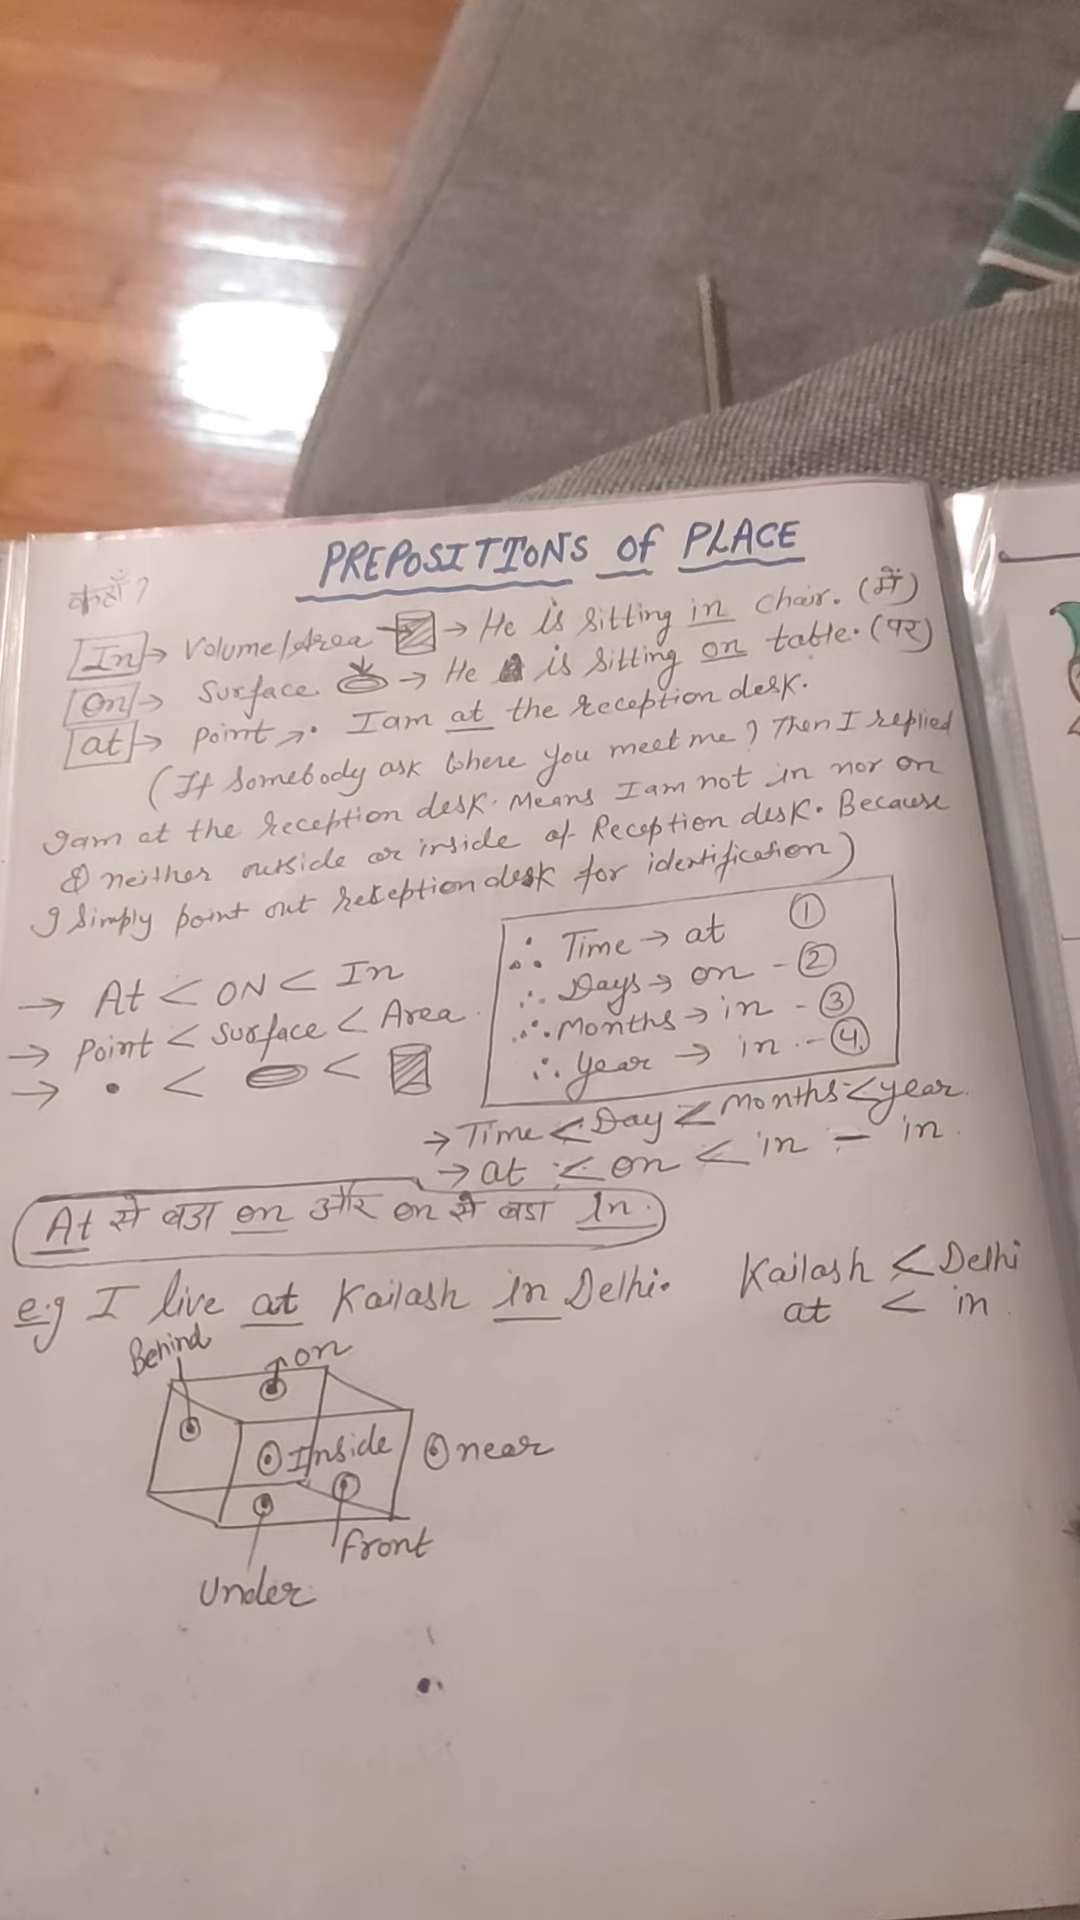 PREPOSITIONS of PLACE
कहाँ ?
In → Volume/Area → He is sitting in chair. (में)
on → Surface → He is sitting on table. (पर)
at → Point → I am at the reception desk.
(If Somebody ask where you meet me ? Then I replied
I am at the reception desk. Means I am not in nor on
& neither outside or inside of Reception desk. Because
I simply point out reception desk for identification)
→ At < ON < In
→ Point < Surface < Area
→ • < <
∴ Time → at ①
∴ Days → on - ②
∴ Months → in - ③
∴ Year → in - ④
→ Time < Day < Months < year
→ at < on < in - in
At से बडा on और on से बडा In.
e.g I live at Kailash in Delhi.
Kailash < Delhi
at < in
Behind
on
Inside
near
front
Under